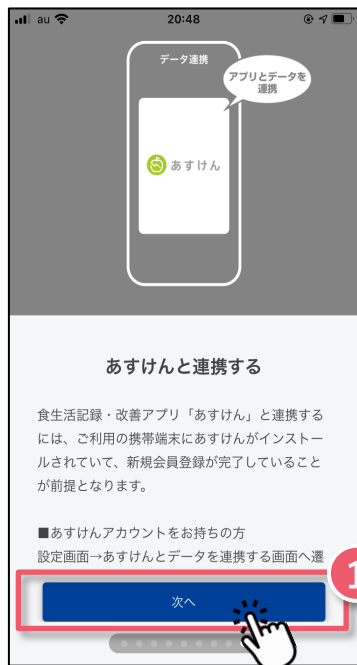 au 20:48
データ連携
アプリとデータを
連携
あすけん
あすけんと連携する
食生活記録・改善アプリ「あすけん」と連携する
には、ご利用の携帯端末にあすけんがインストー
ルされていて、新規会員登録が完了していること
が前提となります。
■あすけんアカウントをお持ちの方
設定画面→あすけんとデータを連携する画面へ遷
1
次へ